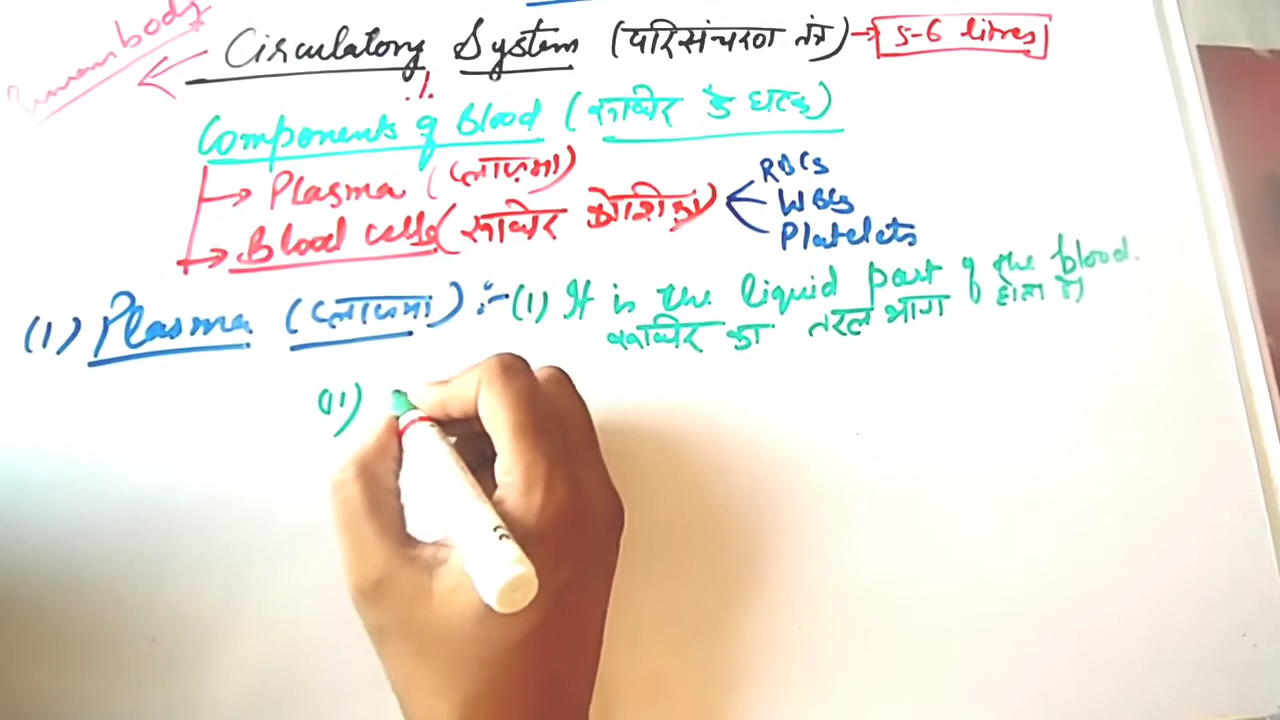 Human body
Circulatory System (परिसंचरण तंत्र) → 5-6 litres
Components of Blood (रूधिर के घटक)
→ Plasma (प्लाज़मा)
→ Blood cells (रूधिर कोशिका)
RBCs
WBCs
Platelets
(1) Plasma (प्लाज़मा) :- (1) It is the liquid part of the blood.
रूधिर का तरल भाग होता है
(11)